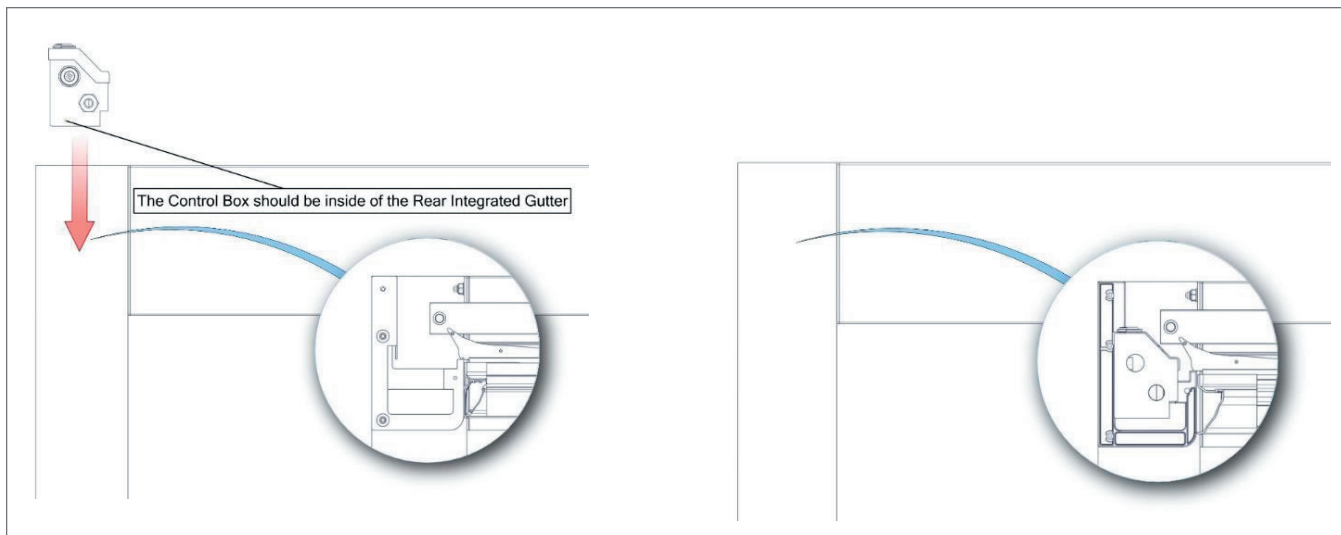 The Control Box should be inside of the Rear Integrated Gutter